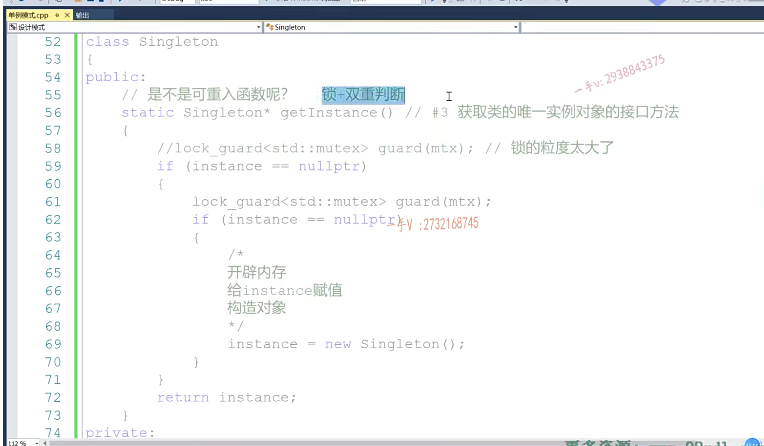 单例模式.cpp
输出
设计模式
Singleton
52 class Singleton
53 {
54 public:
55 // 是不是可重入函数呢? 锁+双重判断
56 static Singleton* getInstance() // #3 获取类的唯一实例对象的接口方法
57 {
58 //lock_guard<std::mutex> guard(mtx); // 锁的粒度太大了
59 if (instance == nullptr)
60 {
61 lock_guard<std::mutex> guard(mtx);
62 if (instance == nullptr)
63 {
64 /*
65 开辟内存
66 给instance赋值
67 构造对象
68 */
69 instance = new Singleton();
70 }
71 }
72 return instance;
73 }
74 private:
一手v: 2938843375
一手V :2732168745
112 %